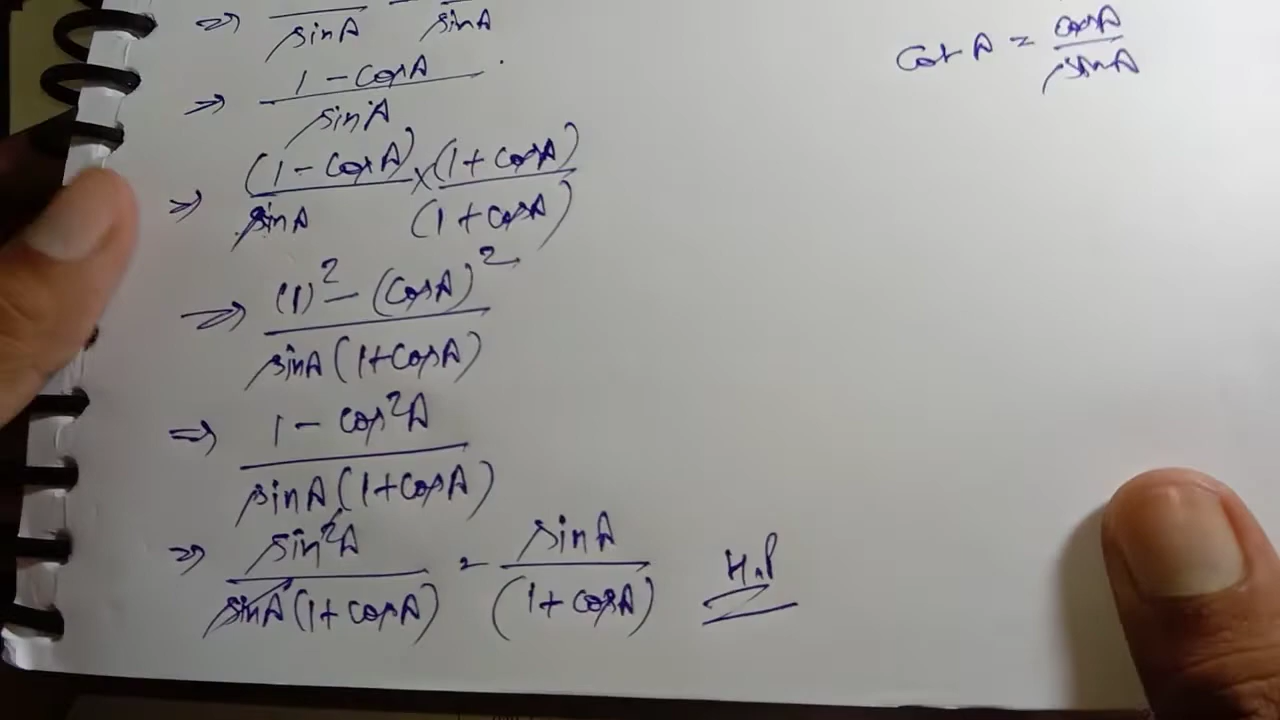 ⇒ /sinA - /sinA
cot A = cosA/sinA
⇒ 1 - cosA/sinA
⇒ (1 - cosA)/sinA × (1 + cosA)/(1 + cosA)
⇒ (1)² - (cosA)²/sinA(1+cosA)
⇒ 1 - cos²A/sinA(1+cosA)
⇒ sin²A/sinA(1+cosA) = sinA/(1+cosA) H.P